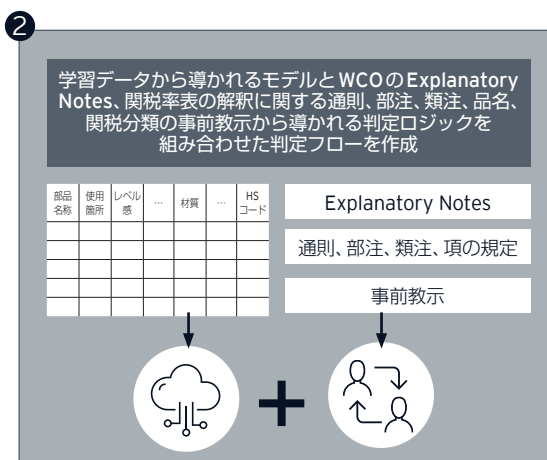 2
学習データから導かれるモデルとWCOのExplanatory
Notes、関税率表の解釈に関する通則、部注、類注、品名、
関税分類の事前教示から導かれる判定ロジックを
組み合わせた判定フローを作成
部品名称 使用箇所 レベル感 … 材質 … HSコード
Explanatory Notes
通則、部注、類注、項の規定
事前教示
+